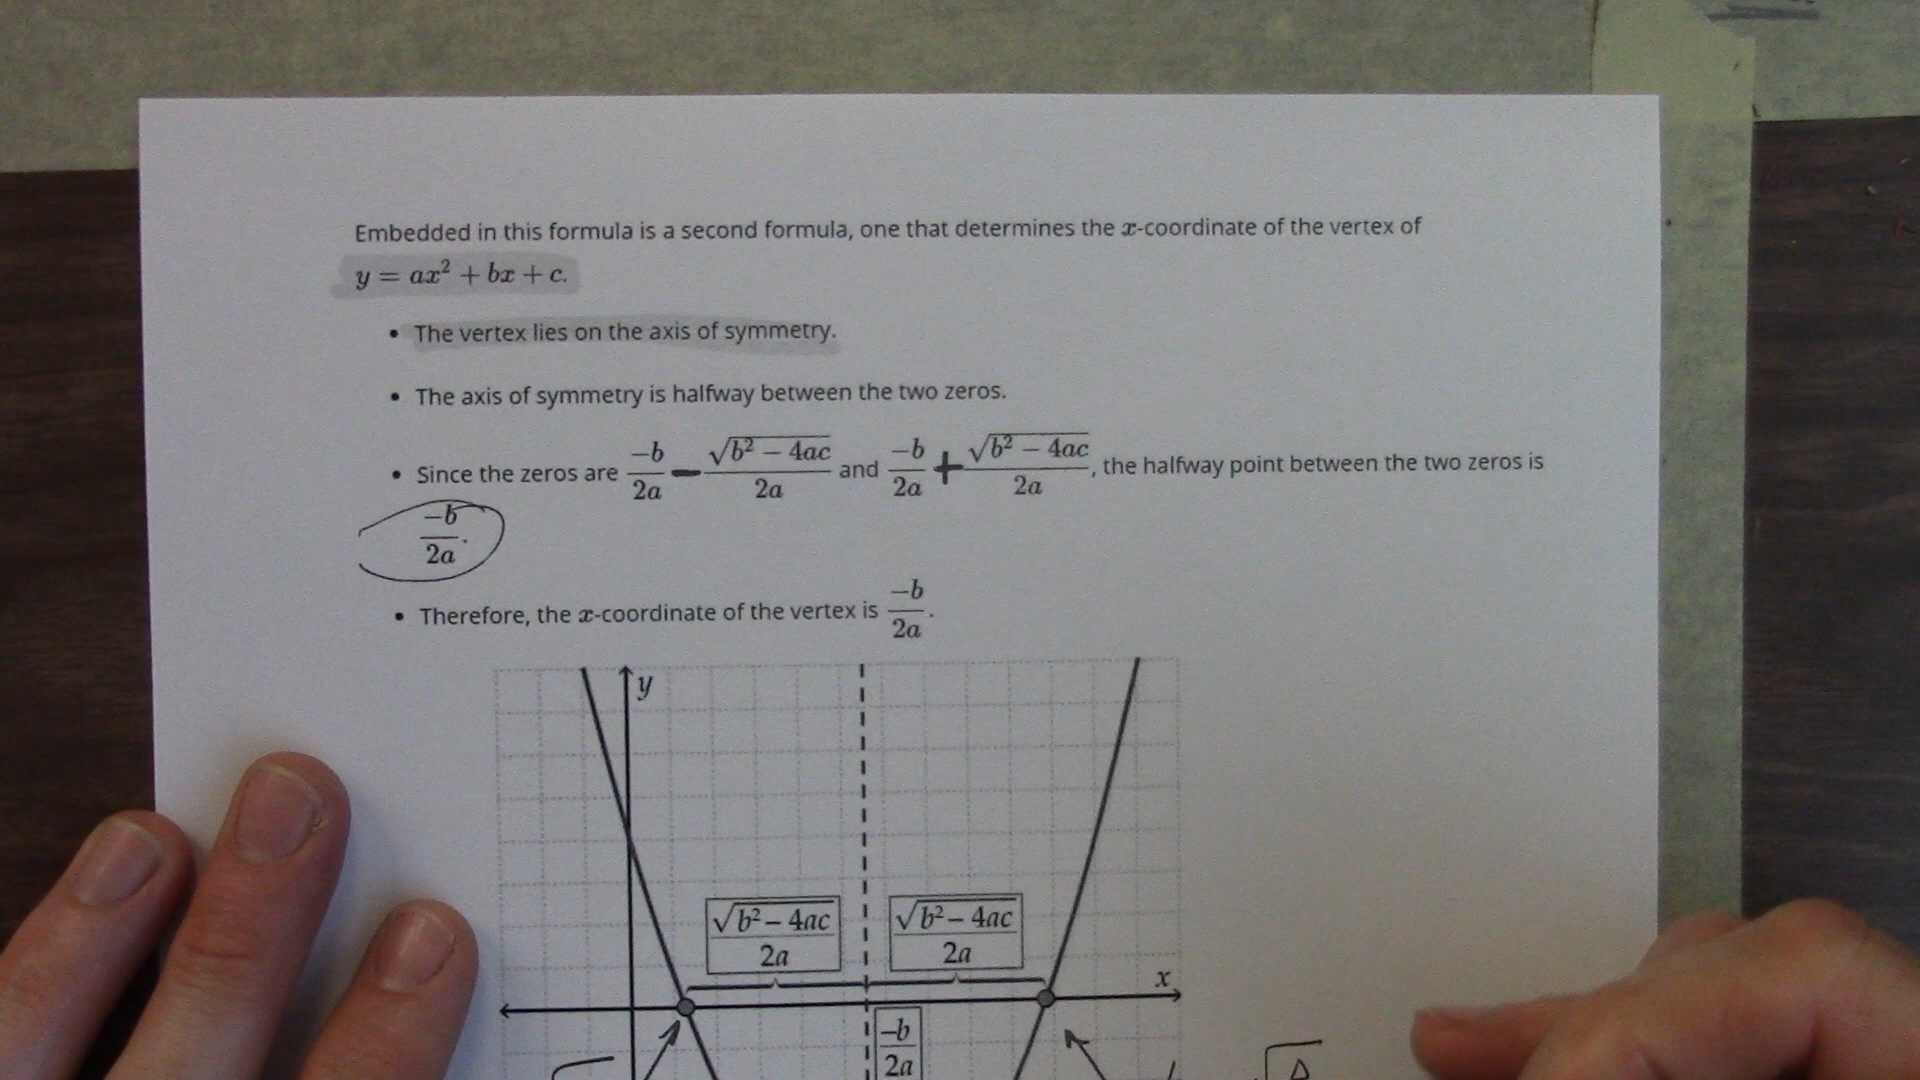 Embedded in this formula is a second formula, one that determines the x-coordinate of the vertex of
y = ax² + bx + c.
• The vertex lies on the axis of symmetry.
• The axis of symmetry is halfway between the two zeros.
• Since the zeros are -b/2a - √(b² - 4ac)/2a and -b/2a + √(b² - 4ac)/2a, the halfway point between the two zeros is
-b/2a.
• Therefore, the x-coordinate of the vertex is -b/2a.
y
√(b² - 4ac)/2a √(b² - 4ac)/2a
x
-b/2a